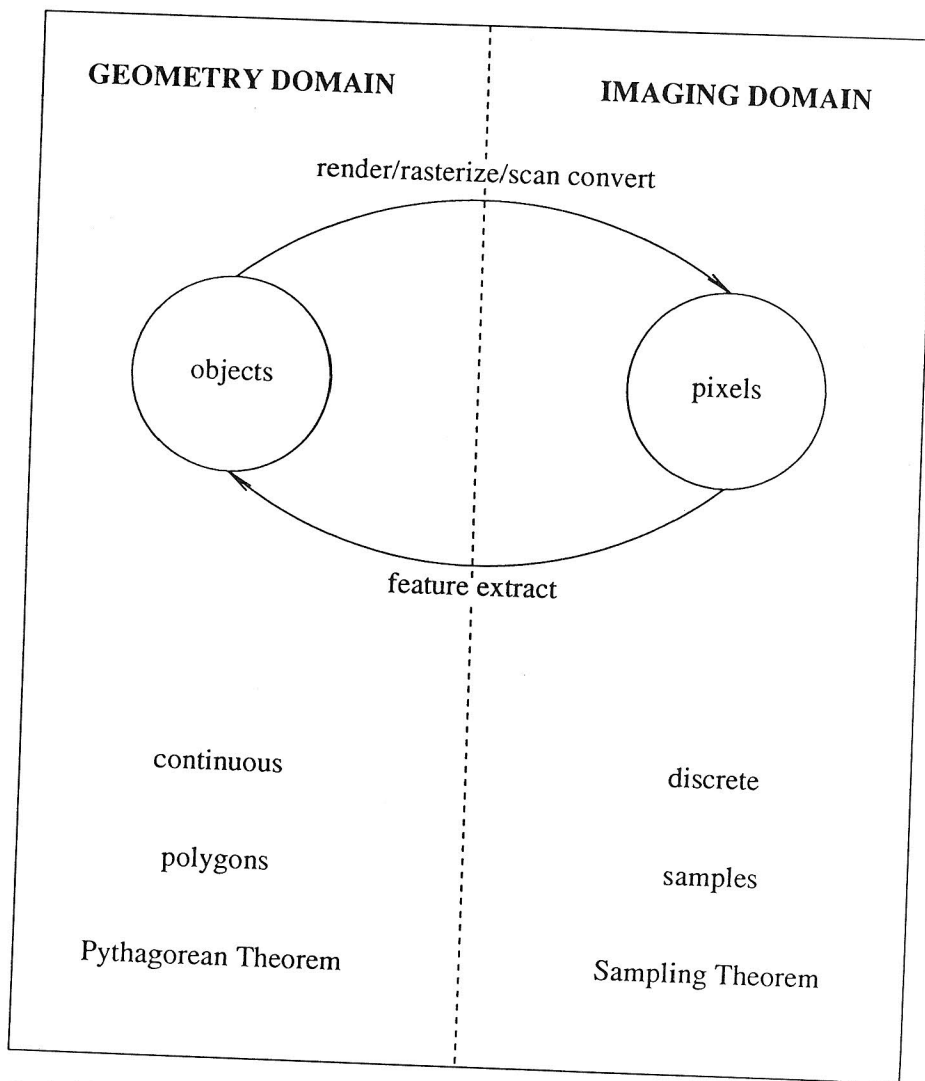 GEOMETRY DOMAIN
IMAGING DOMAIN
render/rasterize/scan convert
objects
pixels
feature extract
continuous
discrete
polygons
samples
Pythagorean Theorem
Sampling Theorem